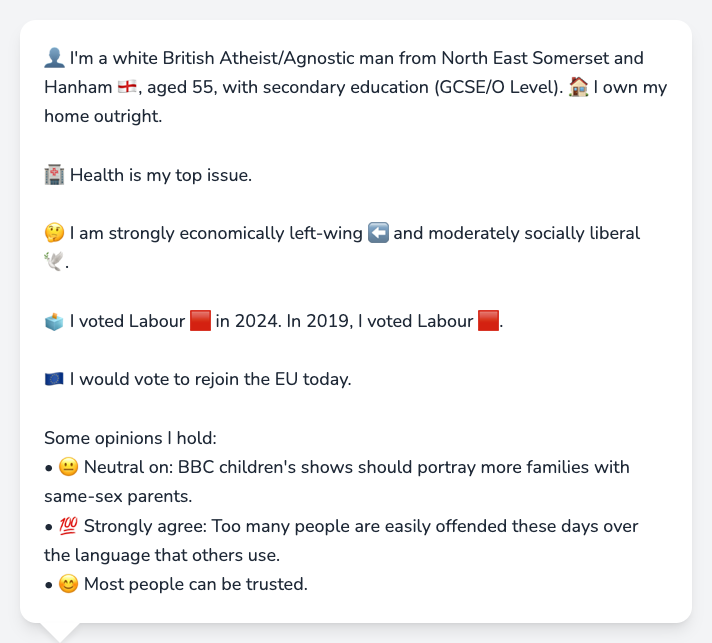 👤 I'm a white British Atheist/Agnostic man from North East Somerset and
Hanham 🏴󠁧󠁢󠁥󠁮󠁧󠁿, aged 55, with secondary education (GCSE/O Level). 🏠 I own my
home outright.
🏥 Health is my top issue.
🤔 I am strongly economically left-wing ⬅️ and moderately socially liberal
🕊️.
🗳️ I voted Labour 🟥 in 2024. In 2019, I voted Labour 🟥.
🇪🇺 I would vote to rejoin the EU today.
Some opinions I hold:
• 😐 Neutral on: BBC children's shows should portray more families with
same-sex parents.
• 💯 Strongly agree: Too many people are easily offended these days over
the language that others use.
• 😊 Most people can be trusted.